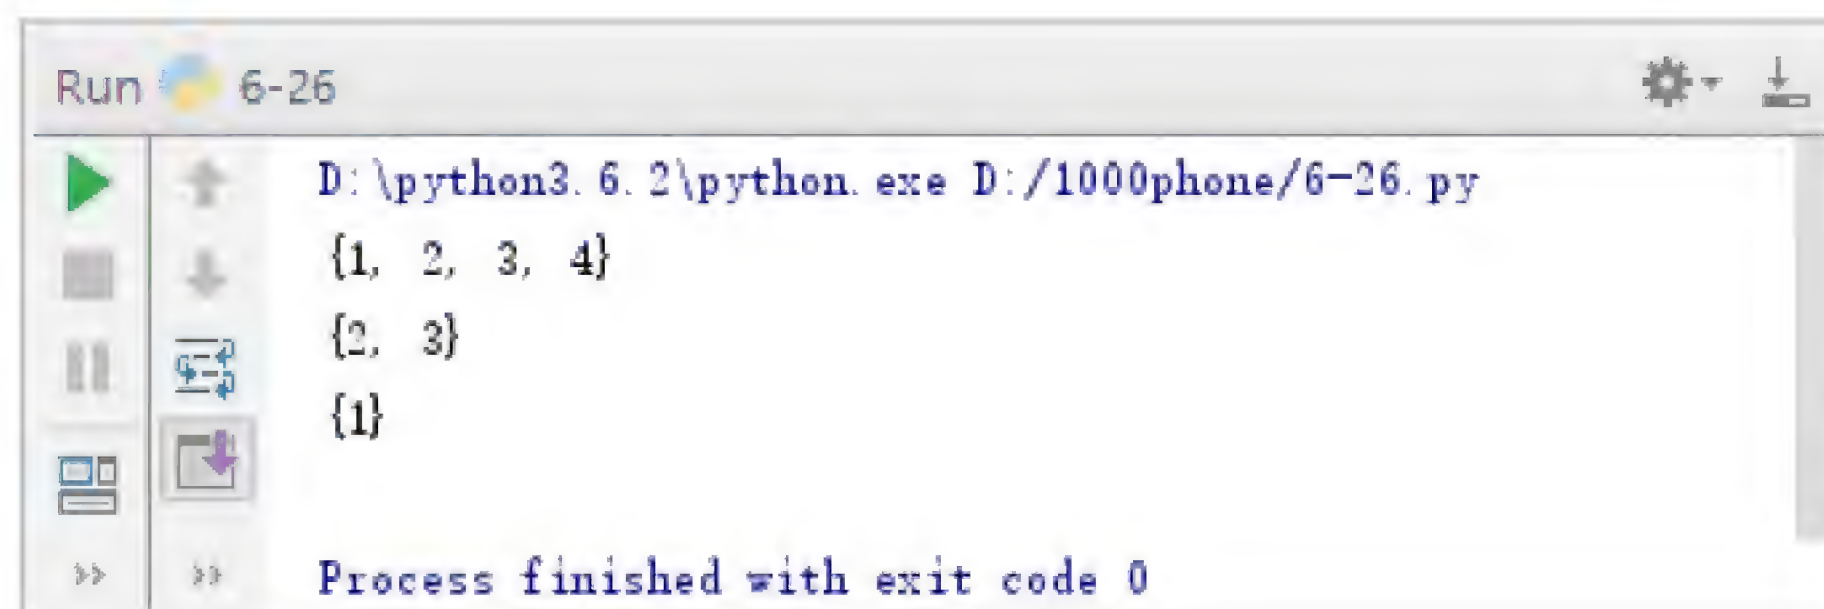 Run 6-26
D:\python3.6.2\python.exe D:/1000phone/6-26.py
{1, 2, 3, 4}
{2, 3}
{1}
Process finished with exit code 0